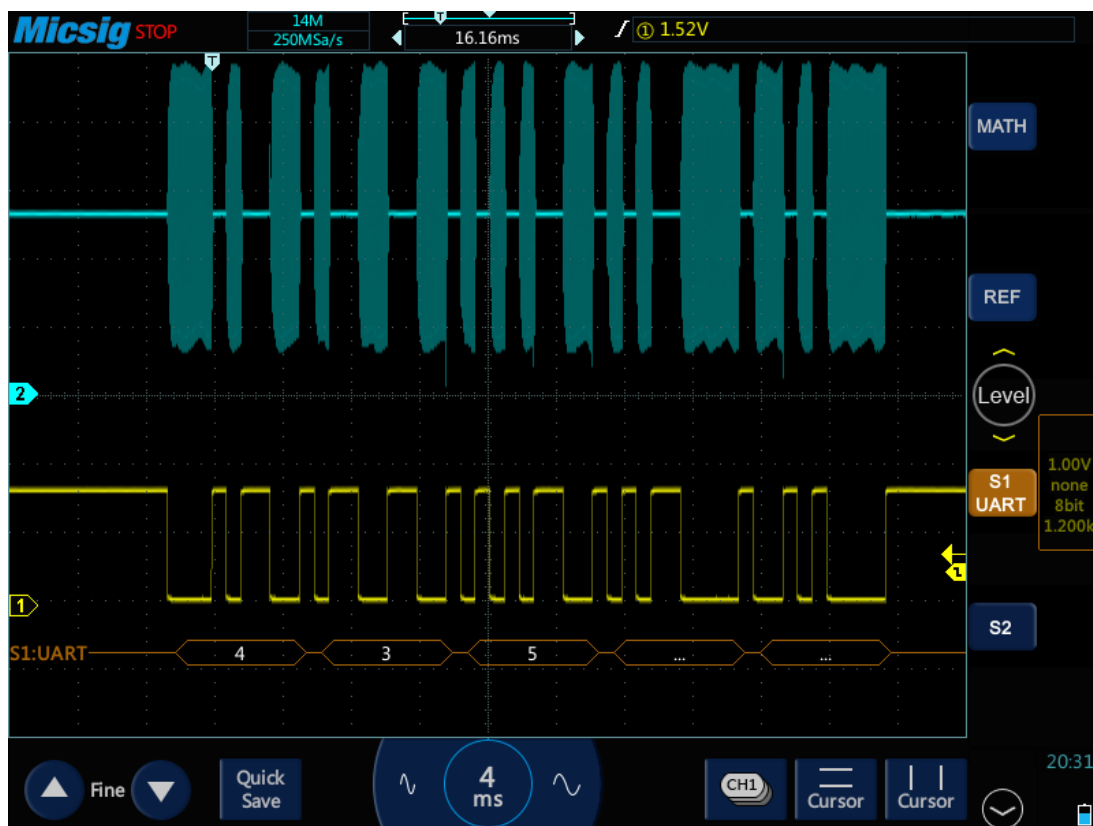 Micsig STOP
14M
250MSa/s
T
16.16ms
① 1.52V
T
MATH
REF
Level
2
S1
UART
1.00V
none
8bit
1.200k
1
S2
S1:UART
4
3
5
...
...
Fine
Quick
Save
4
ms
CH1
Cursor
Cursor
20:31